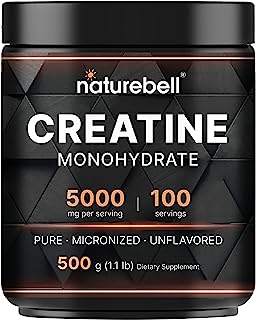 naturebell®
CREATINE
MONOHYDRATE
5000 | 100
mg per serving servings
PURE · MICRONIZED · UNFLAVORED
500 g (1.1 lb) Dietary Supplement